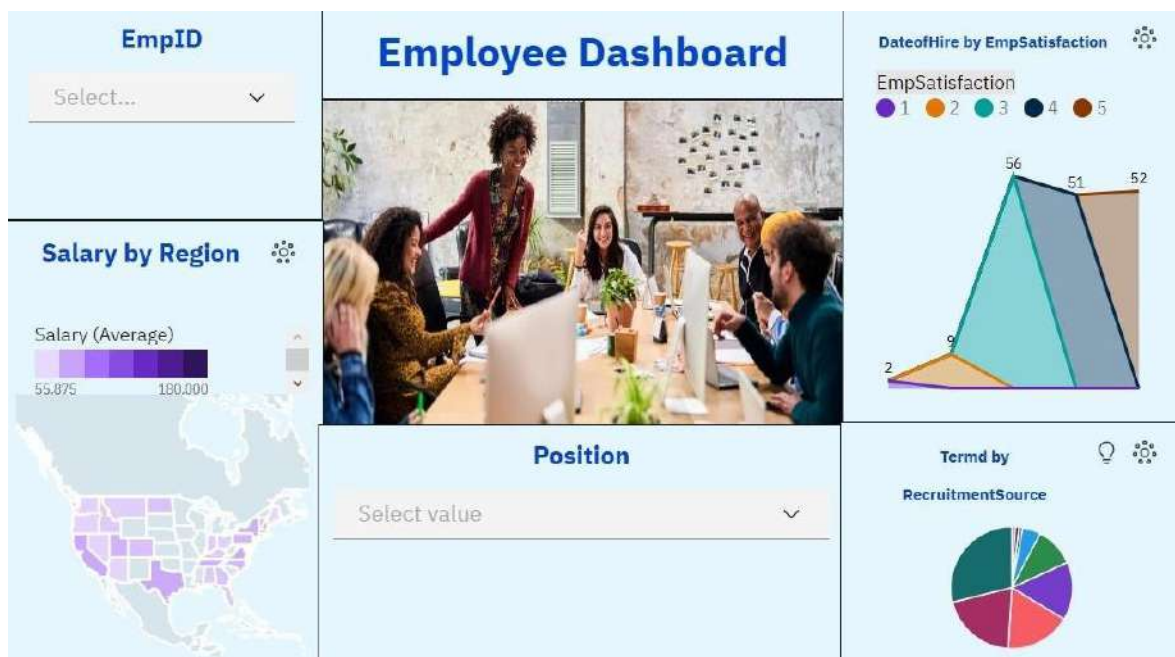 EmpID
Select...
Employee Dashboard
DateofHire by EmpSatisfaction
EmpSatisfaction
1 2 3 4 5
56
51
52
9
2
Salary by Region
Salary (Average)
55.875 180.000
Position
Select value
Termd by
RecruitmentSource